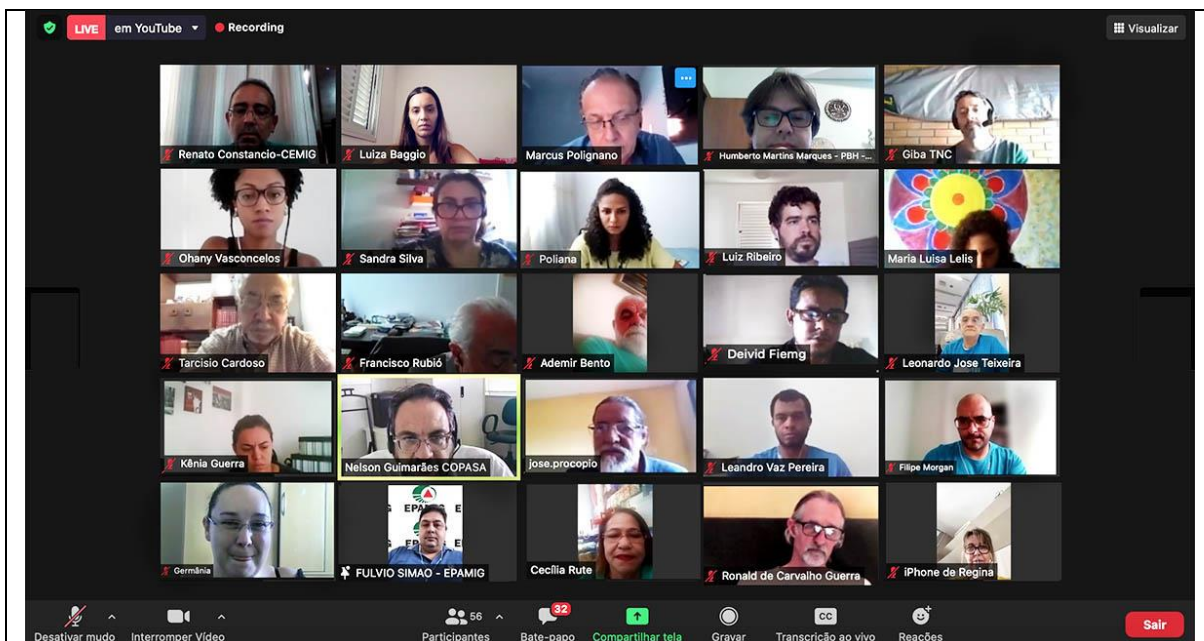 LIVE em YouTube Recording Visualizar
Renato Constancio-CEMIG
Luiza Baggio
Marcus Polignano
Humberto Martins Marques - PBH -...
Giba TNC
Ohany Vasconcelos
Sandra Silva
Poliana
Luiz Ribeiro
Maria Luisa Lelis
Tarcisio Cardoso
Francisco Rubió
Ademir Bento
Deivid Fiemg
Leonardo Jose Teixeira
Kênia Guerra
Nelson Guimarães COPASA
jose.procopio
Leandro Vaz Pereira
Filipe Morgan
Germânia
EPAMIG
FULVIO SIMAO - EPAMIG
Cecília Rute
Ronald de Carvalho Guerra
iPhone de Regina
56
32
CC
Desativar mudo
Interromper Vídeo
Participantes
Bate-papo
Compartilhar tela
Gravar
Transcrição ao vivo
Reações
Sair